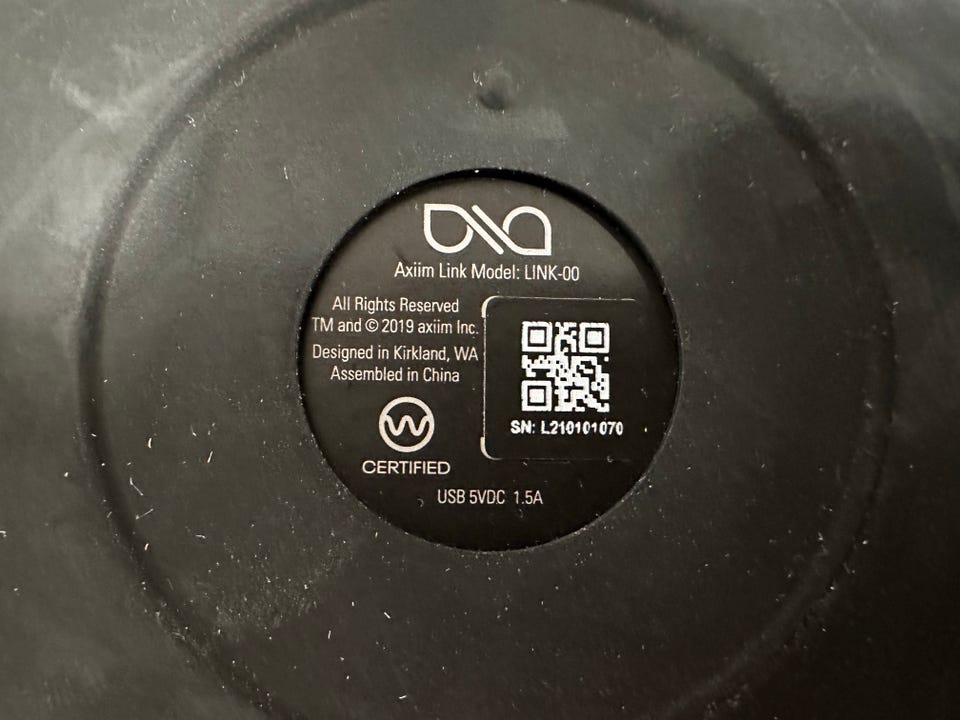 Axiim Link Model: LINK-00
All Rights Reserved
TM and © 2019 axiim Inc.
Designed in Kirkland, WA
Assembled in China
CERTIFIED
SN: L210101070
USB 5VDC 1.5A